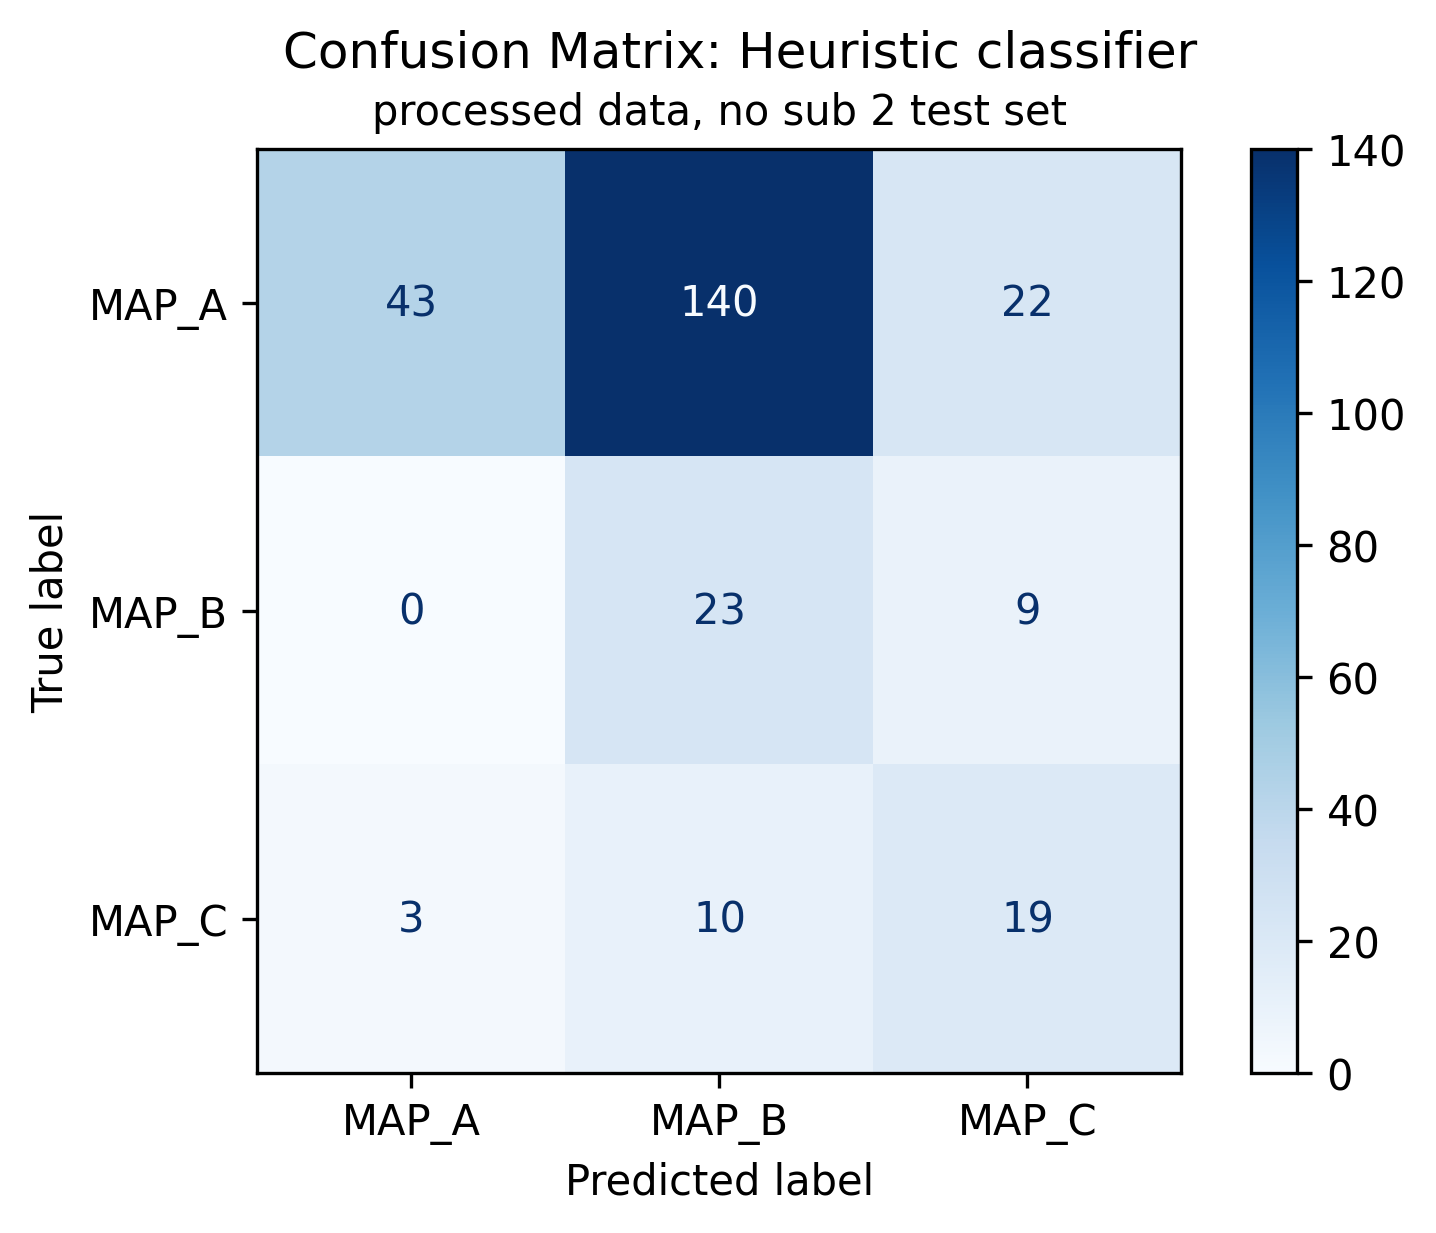 Confusion Matrix: Heuristic classifier
processed data, no sub 2 test set
True label
MAP_A 43 140 22
MAP_B 0 23 9
MAP_C 3 10 19
MAP_A MAP_B MAP_C
Predicted label
140
120
100
80
60
40
20
0